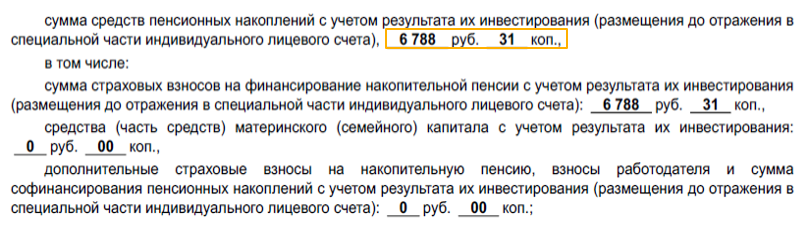 сумма средств пенсионных накоплений с учетом результата их инвестирования (размещения до отражения в
специальной части индивидуального лицевого счета), 6 788 руб. 31 коп.,
в том числе:
сумма страховых взносов на финансирование накопительной пенсии с учетом результата их инвестирования
(размещения до отражения в специальной части индивидуального лицевого счета): 6 788 руб. 31 коп.,
средства (часть средств) материнского (семейного) капитала с учетом результата их инвестирования:
0 руб. 00 коп.,
дополнительные страховые взносы на накопительную пенсию, взносы работодателя и сумма
софинансирования пенсионных накоплений с учетом результата их инвестирования (размещения до отражения в
специальной части индивидуального лицевого счета): 0 руб. 00 коп.;